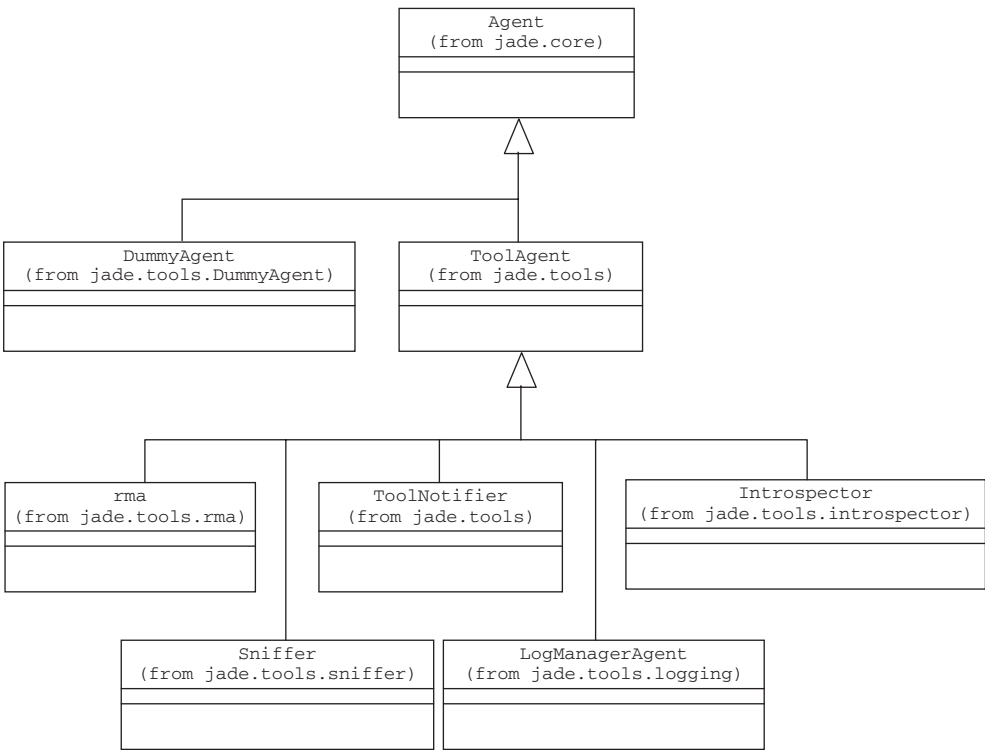 Agent
(from jade.core)
DummyAgent
(from jade.tools.DummyAgent)
ToolAgent
(from jade.tools)
rma
(from jade.tools.rma)
ToolNotifier
(from jade.tools)
Introspector
(from jade.tools.introspector)
Sniffer
(from jade.tools.sniffer)
LogManagerAgent
(from jade.tools.logging)